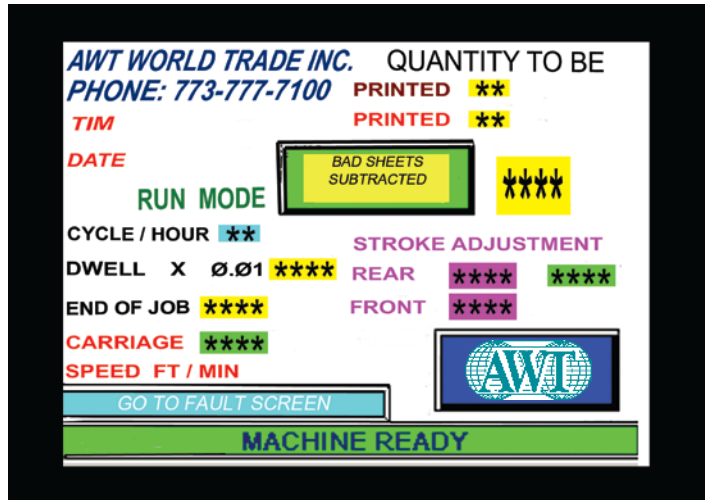 AWT WORLD TRADE INC. QUANTITY TO BE
PHONE: 773-777-7100 PRINTED **
TIM PRINTED **
DATE
BAD SHEETS
SUBTRACTED
****
RUN MODE
CYCLE / HOUR **
STROKE ADJUSTMENT
DWELL X Ø.Ø1 **** REAR **** ****
END OF JOB **** FRONT ****
CARRIAGE ****
SPEED FT / MIN
AWT
GO TO FAULT SCREEN
MACHINE READY